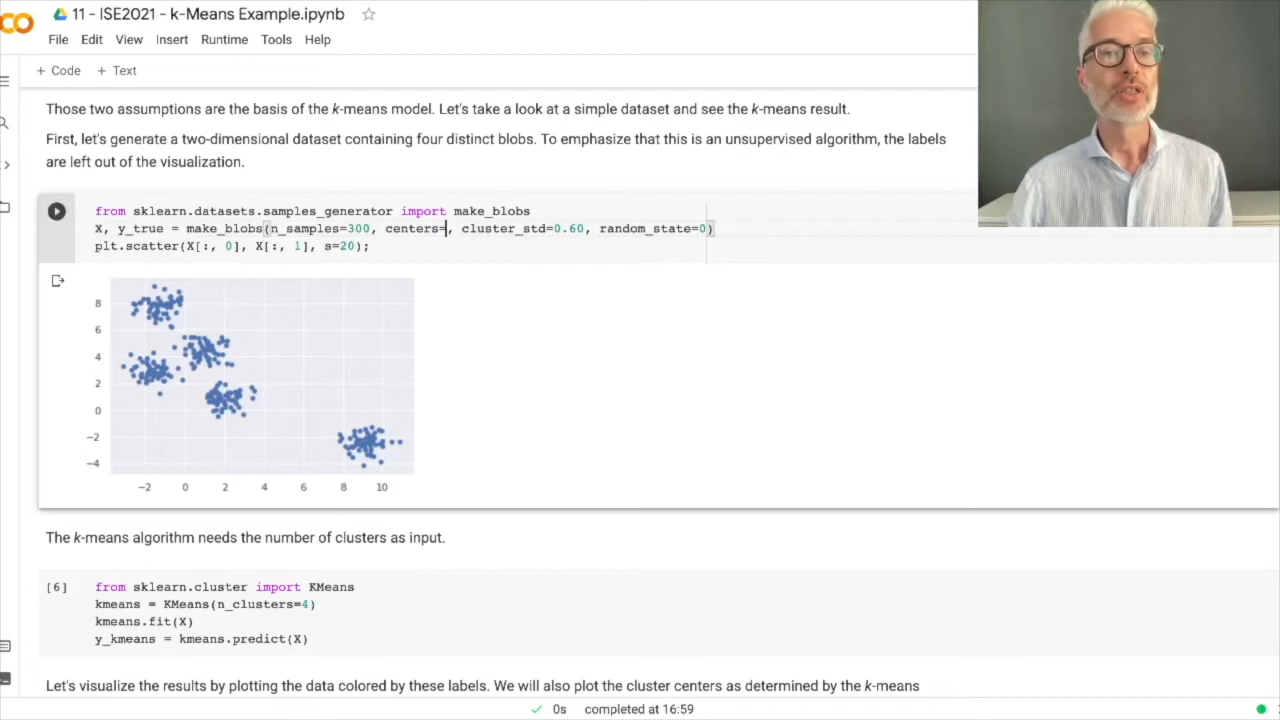 11 - ISE2021 - k-Means Example.ipynb
File Edit View Insert Runtime Tools Help
+ Code + Text
Those two assumptions are the basis of the k-means model. Let's take a look at a simple dataset and see the k-means result.
First, let's generate a two-dimensional dataset containing four distinct blobs. To emphasize that this is an unsupervised algorithm, the labels
are left out of the visualization.
from sklearn.datasets.samples_generator import make_blobs
X, y_true = make_blobs(n_samples=300, centers=, cluster_std=0.60, random_state=0)
plt.scatter(X[:, 0], X[:, 1], s=20);
8
6
4
2
0
−2
−4
−2 0 2 4 6 8 10
The k-means algorithm needs the number of clusters as input.
[6]
from sklearn.cluster import KMeans
kmeans = KMeans(n_clusters=4)
kmeans.fit(X)
y_kmeans = kmeans.predict(X)
Let's visualize the results by plotting the data colored by these labels. We will also plot the cluster centers as determined by the k-means
0s completed at 16:59